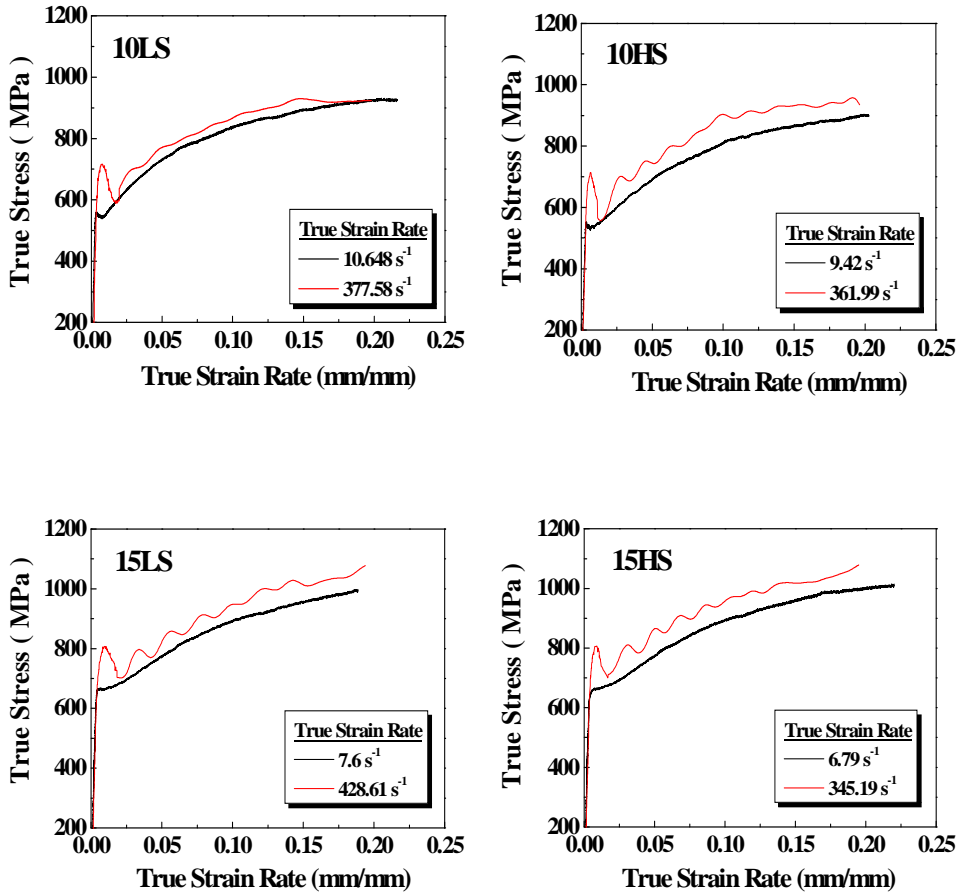 10LS
True Stress ( MPa)
1200
1000
800
600
400
200
0.00 0.05 0.10 0.15 0.20 0.25
True Strain Rate (mm/mm)
True Strain Rate
10.648 s⁻¹
377.58 s⁻¹
10HS
True Stress ( MPa)
1200
1000
800
600
400
200
0.00 0.05 0.10 0.15 0.20 0.25
True Strain Rate (mm/mm)
True Strain Rate
9.42 s⁻¹
361.99 s⁻¹
15LS
True Stress ( MPa)
1200
1000
800
600
400
200
0.00 0.05 0.10 0.15 0.20 0.25
True Strain Rate (mm/mm)
True Strain Rate
7.6 s⁻¹
428.61 s⁻¹
15HS
True Stress ( MPa)
1200
1000
800
600
400
200
0.00 0.05 0.10 0.15 0.20 0.25
True Strain Rate (mm/mm)
True Strain Rate
6.79 s⁻¹
345.19 s⁻¹